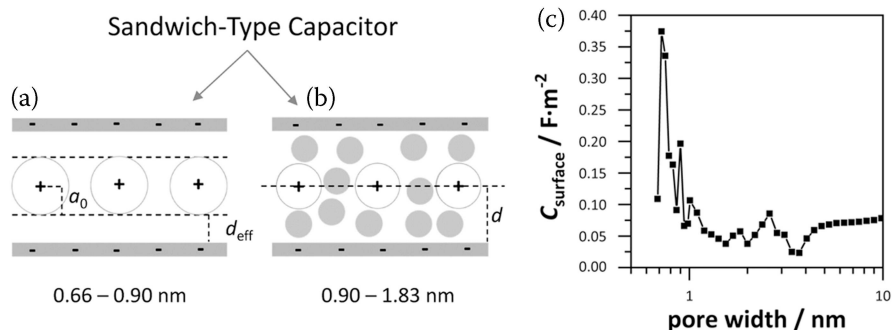 Sandwich-Type Capacitor
(a)
(b)
- - - - -
- - - - -
+ + +
+ + +
a0
deff
d
- - - - -
- - - - -
0.66 – 0.90 nm
0.90 – 1.83 nm
(c)
Csurface / F·m-2
0.40
0.35
0.30
0.25
0.20
0.15
0.10
0.05
0.00
1
10
pore width / nm